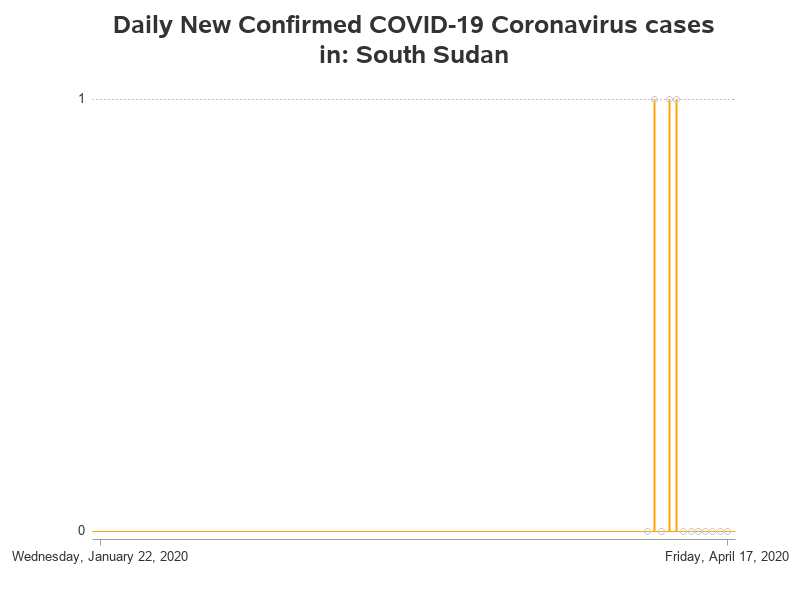 Daily New Confirmed COVID-19 Coronavirus cases
in: South Sudan
1
0
Wednesday, January 22, 2020
Friday, April 17, 2020